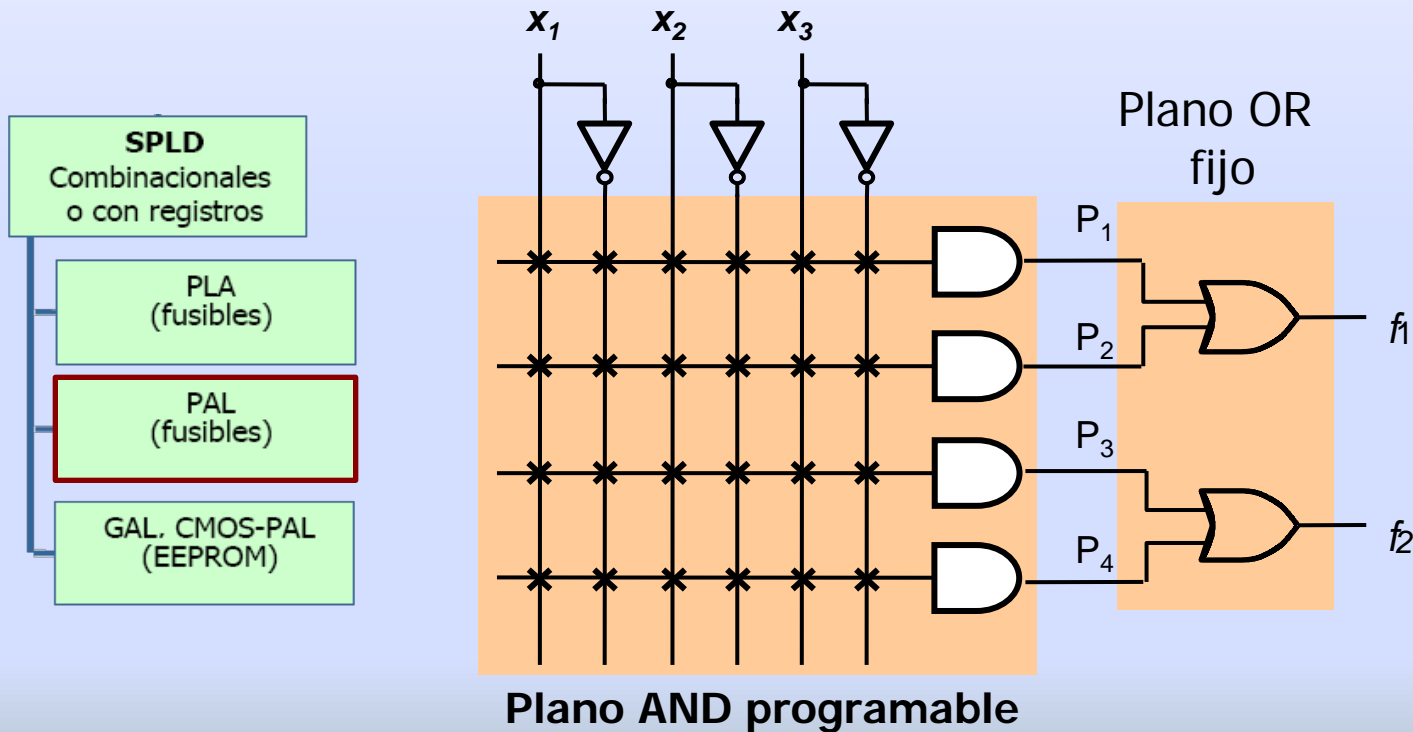 x1 x2 x3
SPLD
Combinacionales
o con registros
PLA
(fusibles)
PAL
(fusibles)
GAL, CMOS-PAL
(EEPROM)
Plano OR
fijo
P1
P2
P3
P4
f1
f2
Plano AND programable